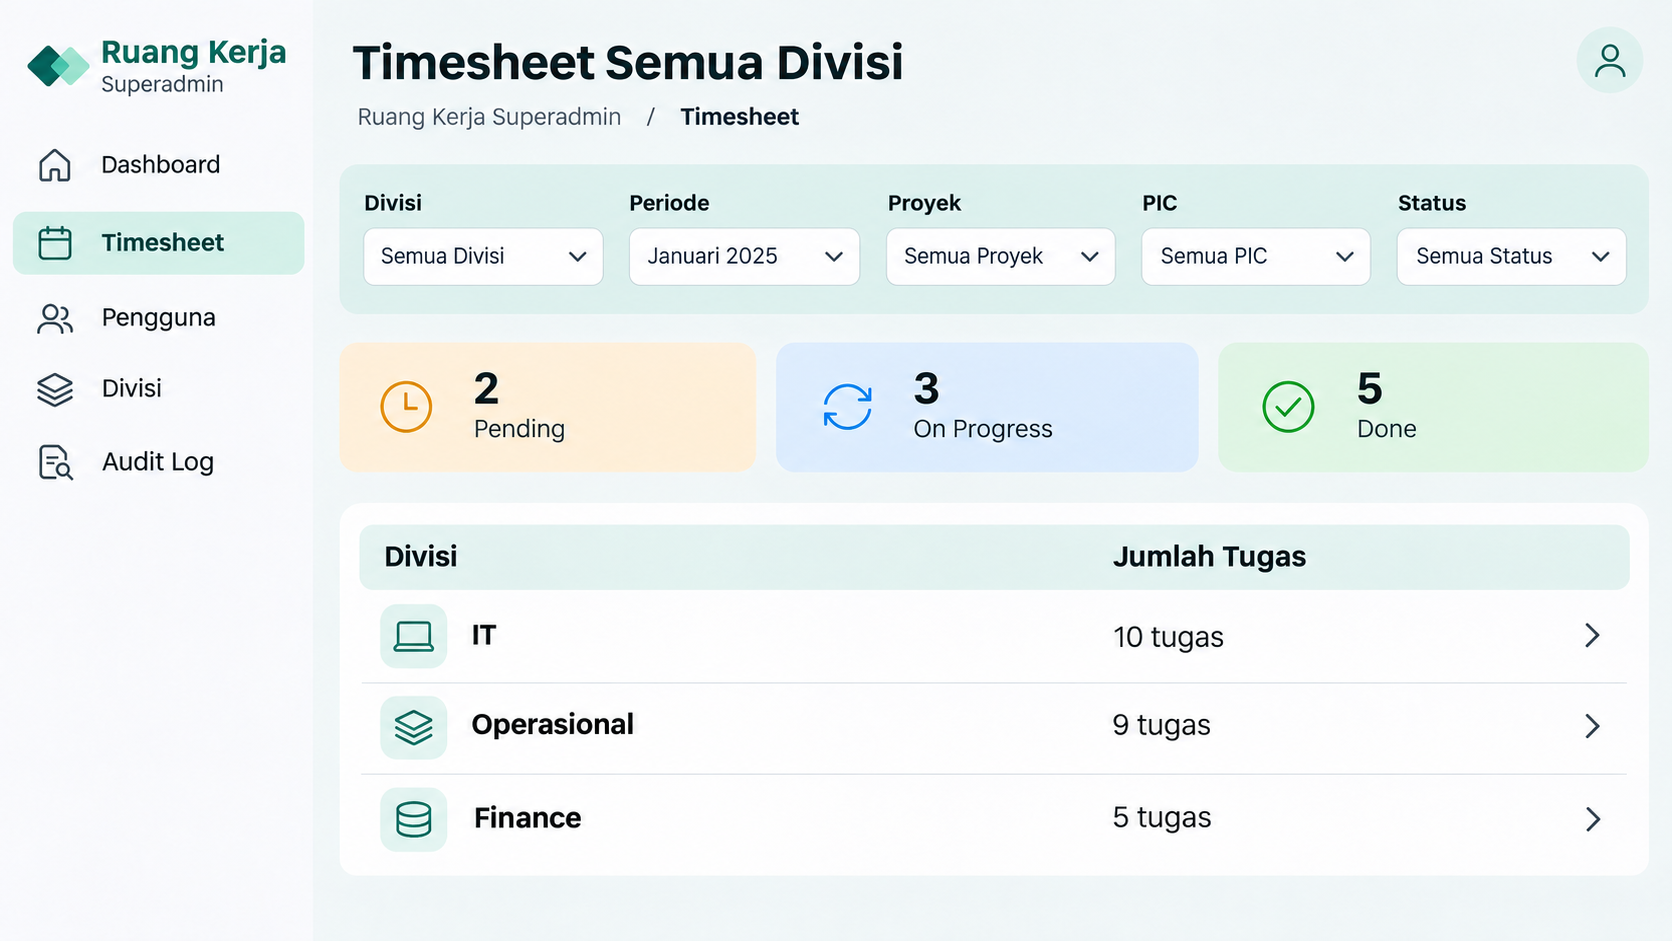 Ruang Kerja
Superadmin
Dashboard
Timesheet
Pengguna
Divisi
Audit Log
Timesheet Semua Divisi
Ruang Kerja Superadmin / Timesheet
Divisi Periode Proyek PIC Status
Semua Divisi Januari 2025 Semua Proyek Semua PIC Semua Status
2
Pending
3
On Progress
5
Done
Divisi Jumlah Tugas
IT 10 tugas
Operasional 9 tugas
Finance 5 tugas